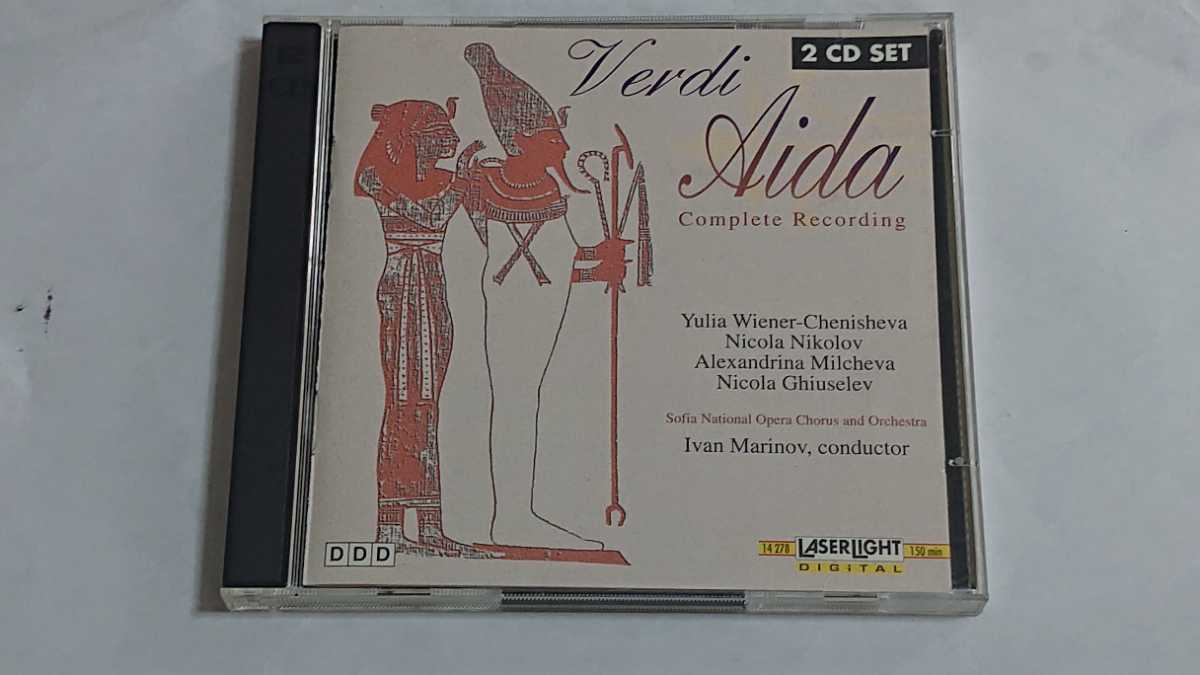 2 CD SET
Verdi
Aida
Complete Recording
Yulia Wiener-Chenisheva
Nicola Nikolov
Alexandrina Milcheva
Nicola Ghiuselev
Sofia National Opera Chorus and Orchestra
Ivan Marinov, conductor
DDD
14 278 LASERLIGHT 150 min
DIGITAL